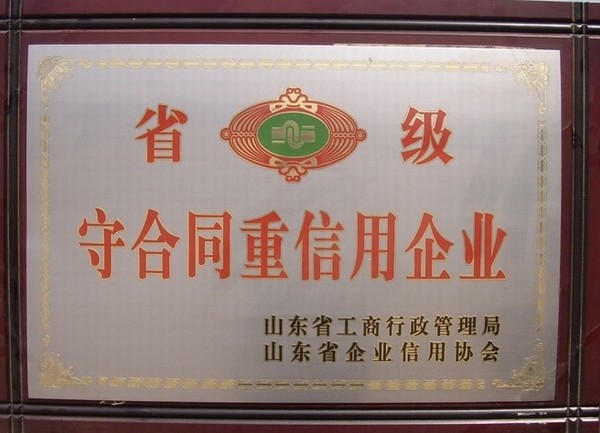 省 级
守合同重信用企业
山东省工商行政管理局
山东省企业信用协会